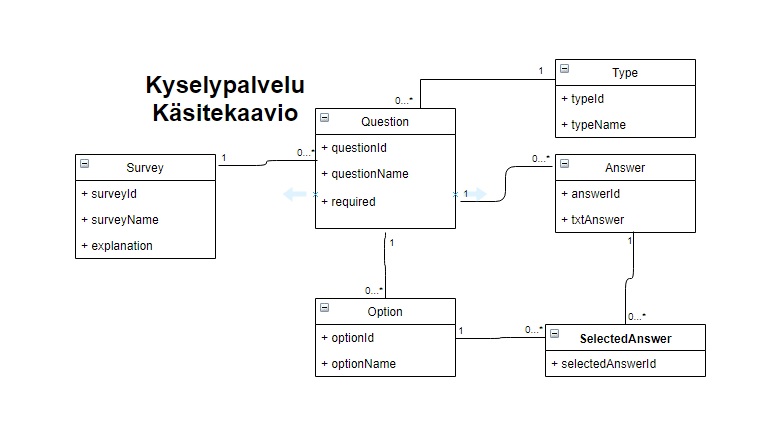 Kyselypalvelu
Käsitekaavio
Type
+ typeId
+ typeName
1
0...*
Question
+ questionId
+ questionName
+ required
1
0...*
Survey
+ surveyId
+ surveyName
+ explanation
1
0...*
Answer
+ answerId
+ txtAnswer
1
0...*
Option
+ optionId
+ optionName
1
0...*
1
0...*
SelectedAnswer
+ selectedAnswerId